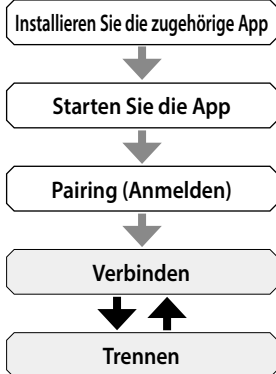 Installieren Sie die zugehörige App
Starten Sie die App
Pairing (Anmelden)
Verbinden
Trennen